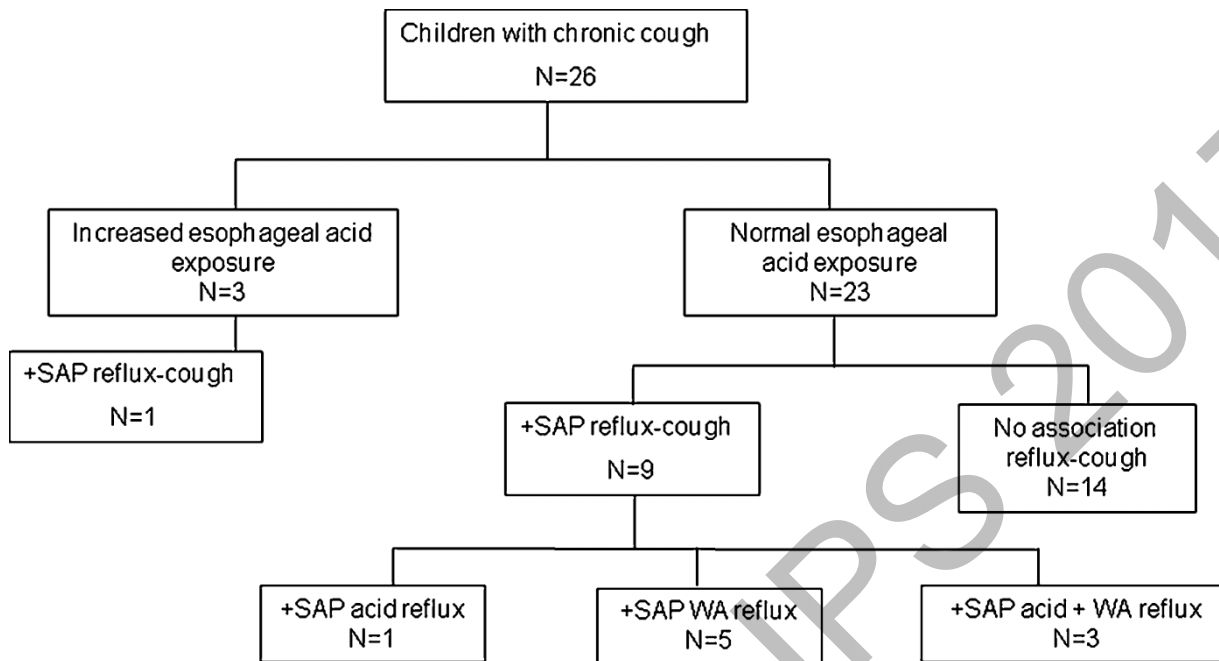 Children with chronic cough
N=26
Increased esophageal acid
exposure
N=3
Normal esophageal
acid exposure
N=23
+SAP reflux-cough
N=1
+SAP reflux-cough
N=9
No association
reflux-cough
N=14
+SAP acid reflux
N=1
+SAP WA reflux
N=5
+SAP acid + WA reflux
N=3
IPS 201